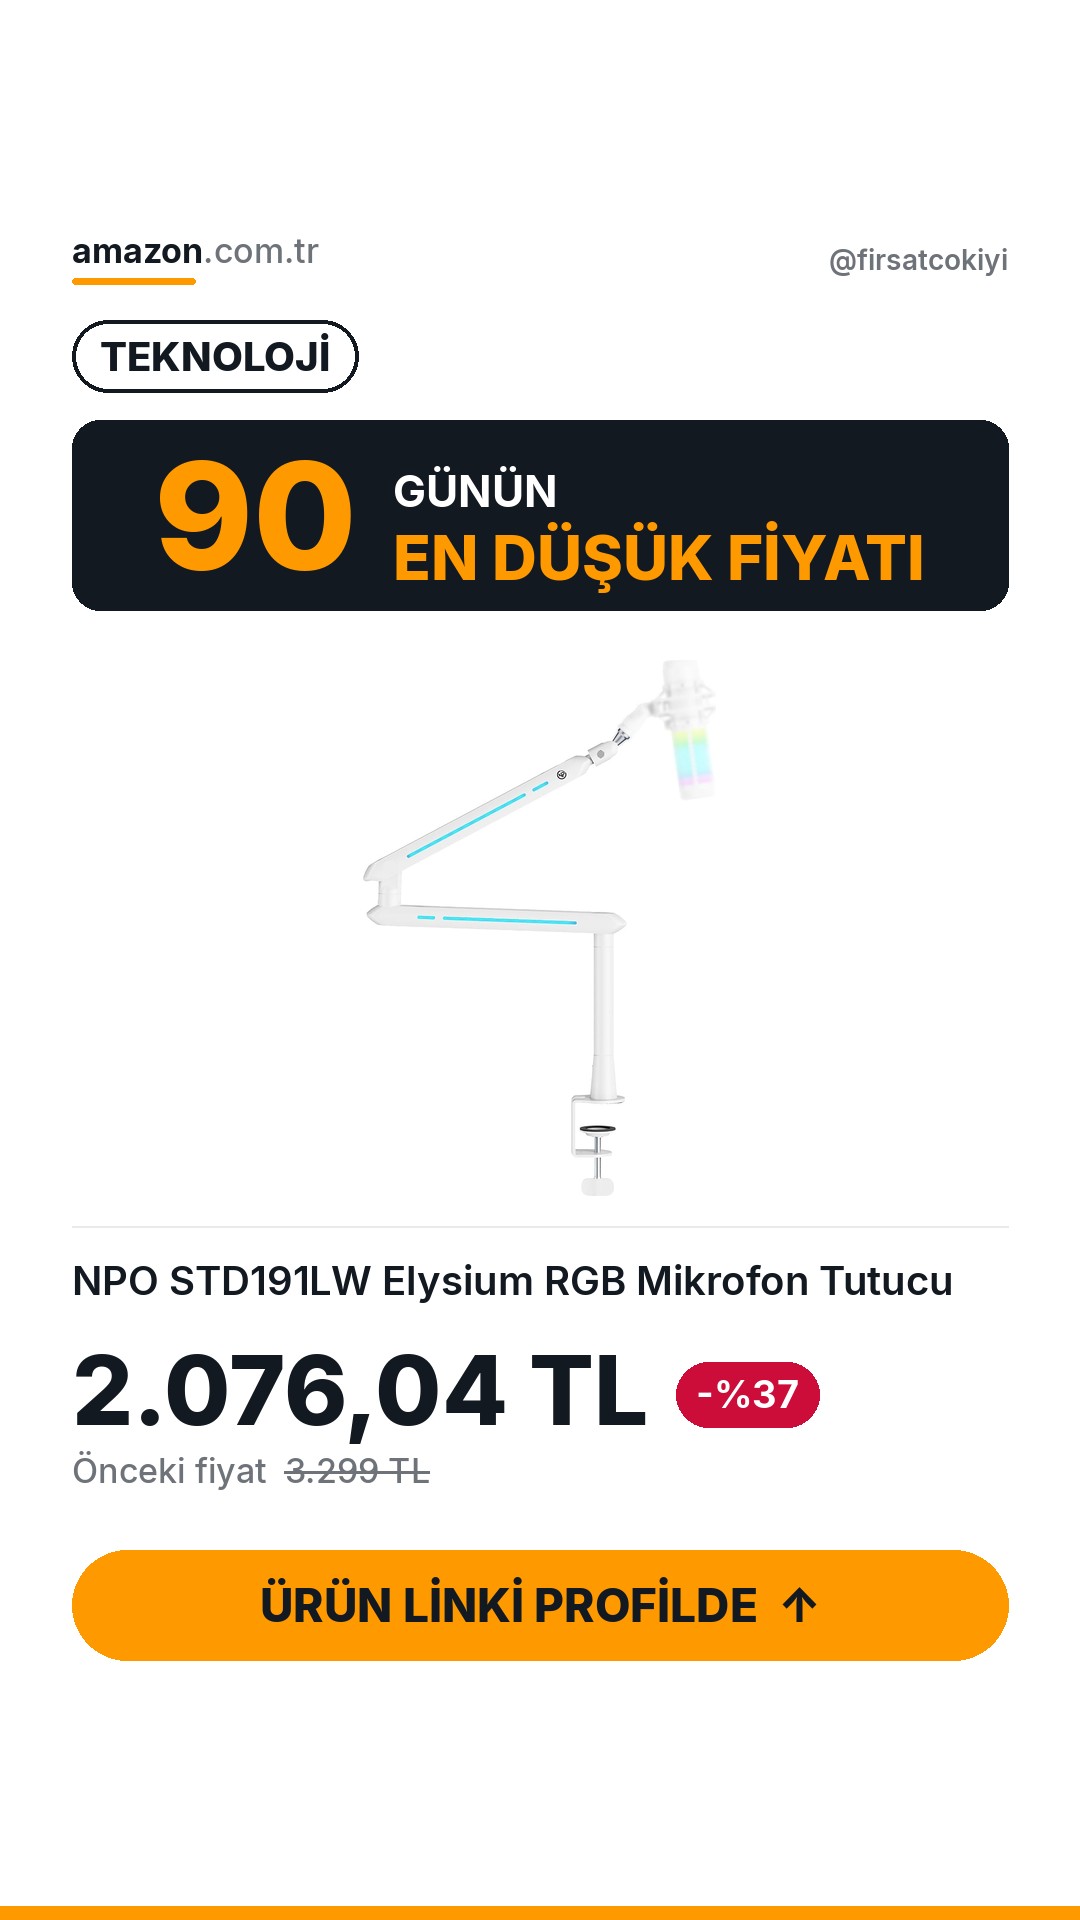 amazon.com.tr
@firsatcokiyi
TEKNOLOJİ
90
GÜNÜN
EN DÜŞÜK FİYATI
NPO STD191LW Elysium RGB Mikrofon Tutucu
2.076,04 TL -%37
Önceki fiyat 3.299 TL
ÜRÜN LİNKİ PROFİLDE ↑